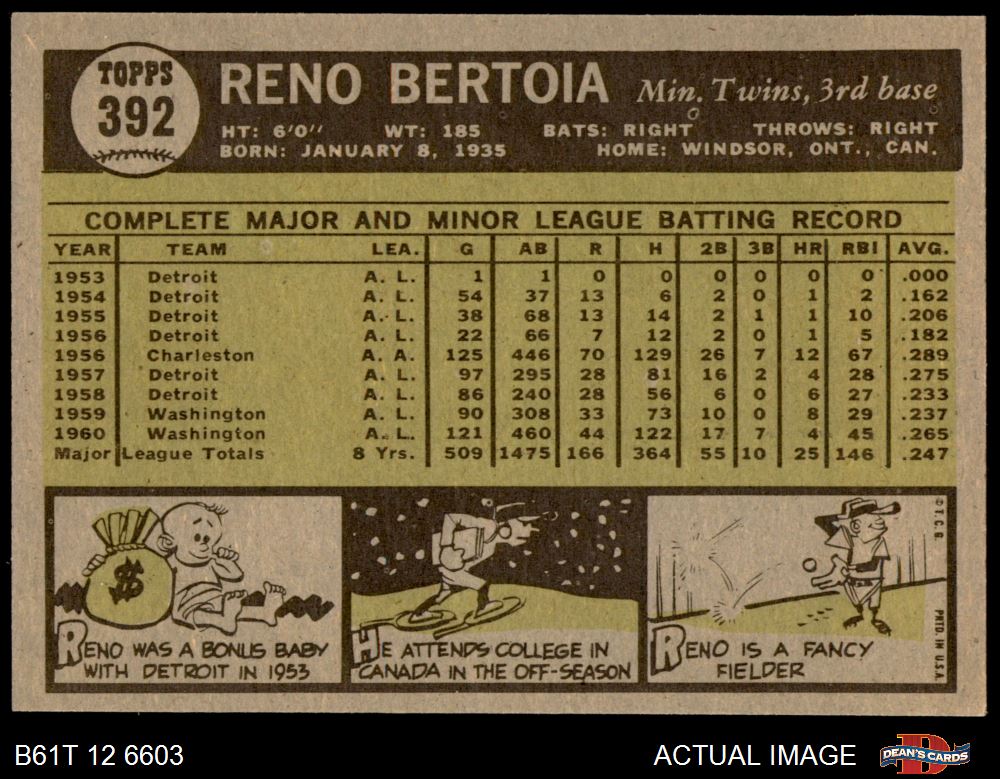 TOPPS
392
RENO BERTOIA Min. Twins, 3rd base
HT: 6'0" WT: 185 BATS: RIGHT THROWS: RIGHT
BORN: JANUARY 8, 1935 HOME: WINDSOR, ONT., CAN.
COMPLETE MAJOR AND MINOR LEAGUE BATTING RECORD
YEAR TEAM LEA. G AB R H 2B 3B HR RBI AVG.
1953 Detroit A. L. 1 1 0 0 0 0 0 0 .000
1954 Detroit A. L. 54 37 13 6 2 0 1 2 .162
1955 Detroit A. L. 38 68 13 14 2 1 1 10 .206
1956 Detroit A. L. 22 66 7 12 2 0 1 5 .182
1956 Charleston A. A. 125 446 70 129 26 7 12 67 .289
1957 Detroit A. L. 97 295 28 81 16 2 4 28 .275
1958 Detroit A. L. 86 240 28 56 6 0 6 27 .233
1959 Washington A. L. 90 308 33 73 10 0 8 29 .237
1960 Washington A. L. 121 460 44 122 17 7 4 45 .265
Major League Totals 8 Yrs. 509 1475 166 364 55 10 25 146 .247
$
RENO WAS A BONUS BABY
WITH DETROIT IN 1953
HE ATTENDS COLLEGE IN
CANADA IN THE OFF-SEASON
RENO IS A FANCY
FIELDER
© T. C. G.
PRTD. IN U.S.A.
B61T 12 6603
ACTUAL IMAGE
D
DEAN'S CARDS